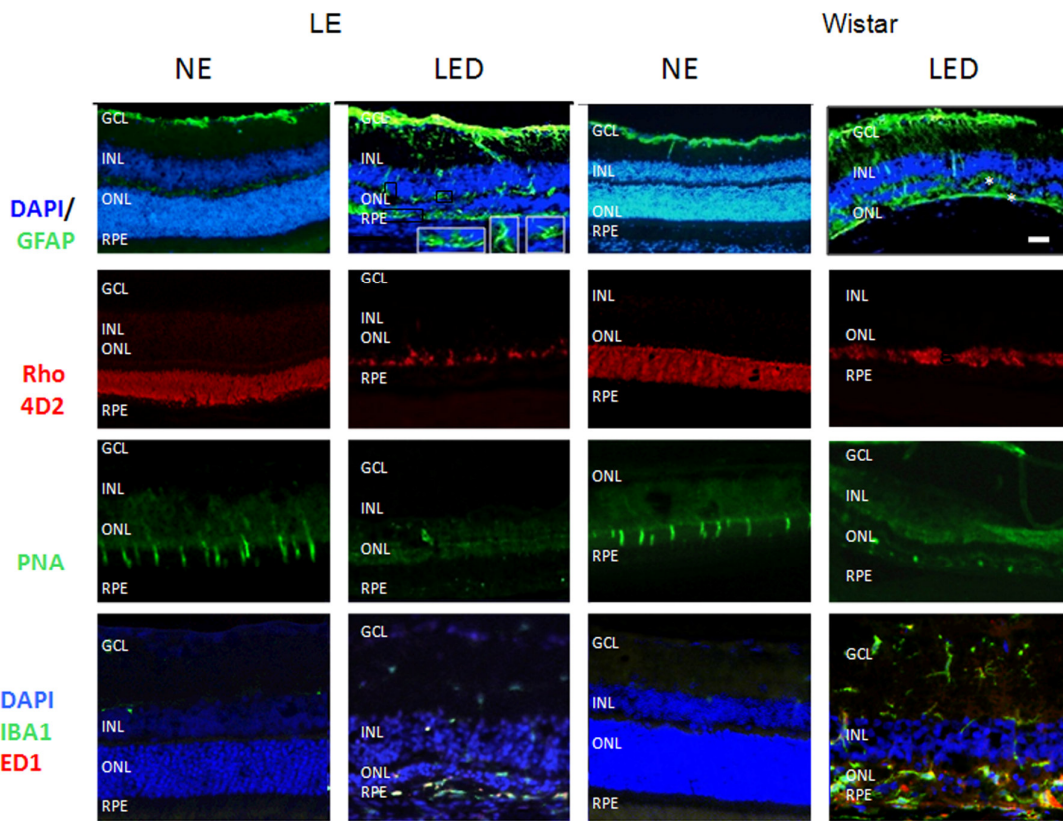 LE Wistar
NE LED NE LED
DAPI/
GFAP
GCL
INL
ONL
RPE
GCL
INL
ONL
RPE
GCL
INL
ONL
RPE
GCL
INL
ONL
Rho
4D2
GCL
INL
ONL
RPE
GCL
INL
ONL
RPE
INL
ONL
RPE
INL
ONL
RPE
PNA
GCL
INL
ONL
RPE
GCL
INL
ONL
RPE
ONL
RPE
GCL
INL
ONL
RPE
DAPI
IBA1
ED1
GCL
INL
ONL
RPE
GCL
INL
ONL
RPE
GCL
INL
ONL
RPE
GCL
INL
ONL
RPE